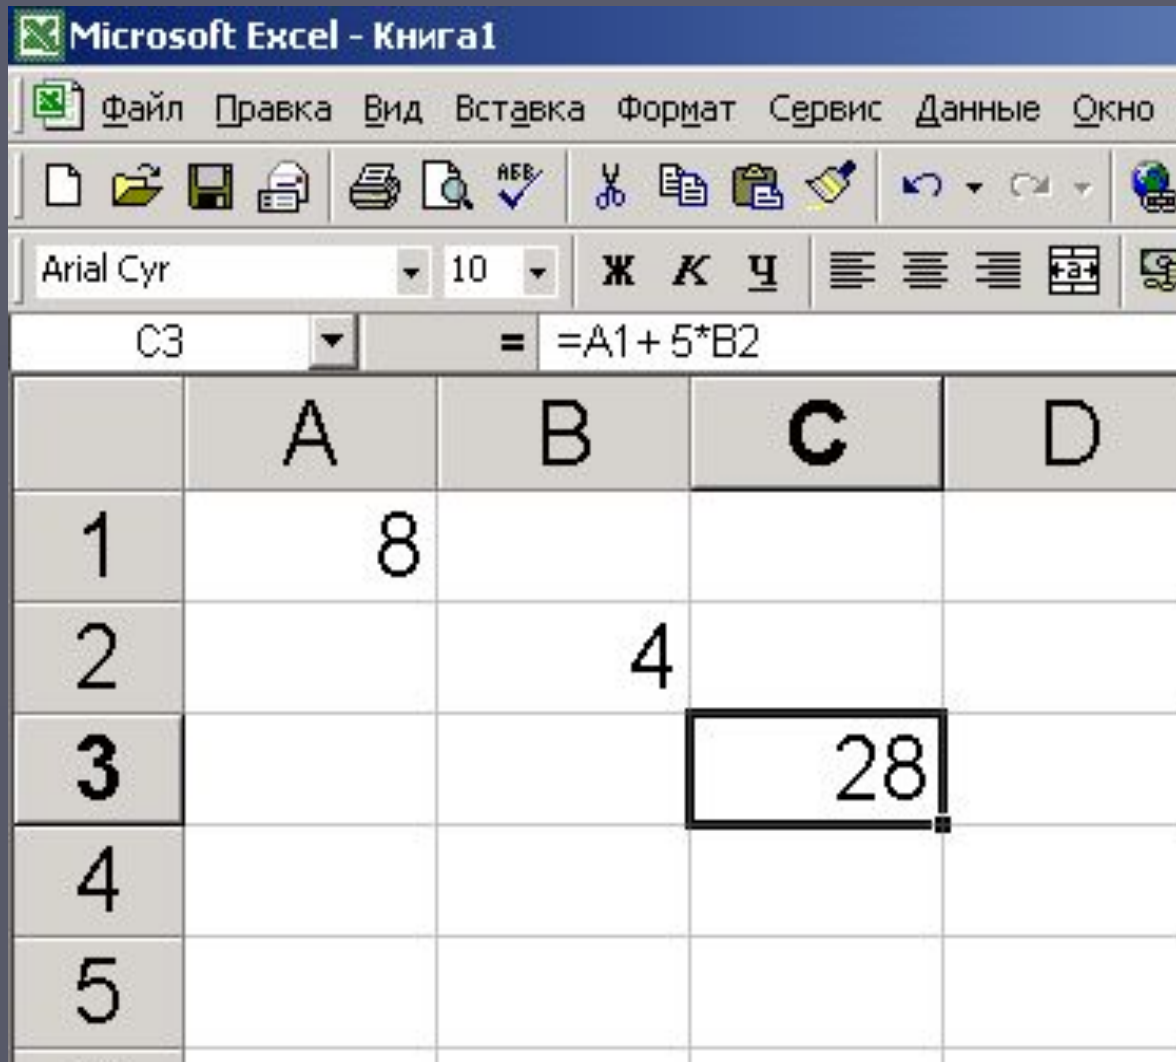 Microsoft Excel - Книга1
Файл Правка Вид Вставка Формат Сервис Данные Окно
АБВ
Arial Cyr 10 Ж К Ч a
C3 = =A1+ 5*B2
A B C D
1 8
2 4
3 28
4
5